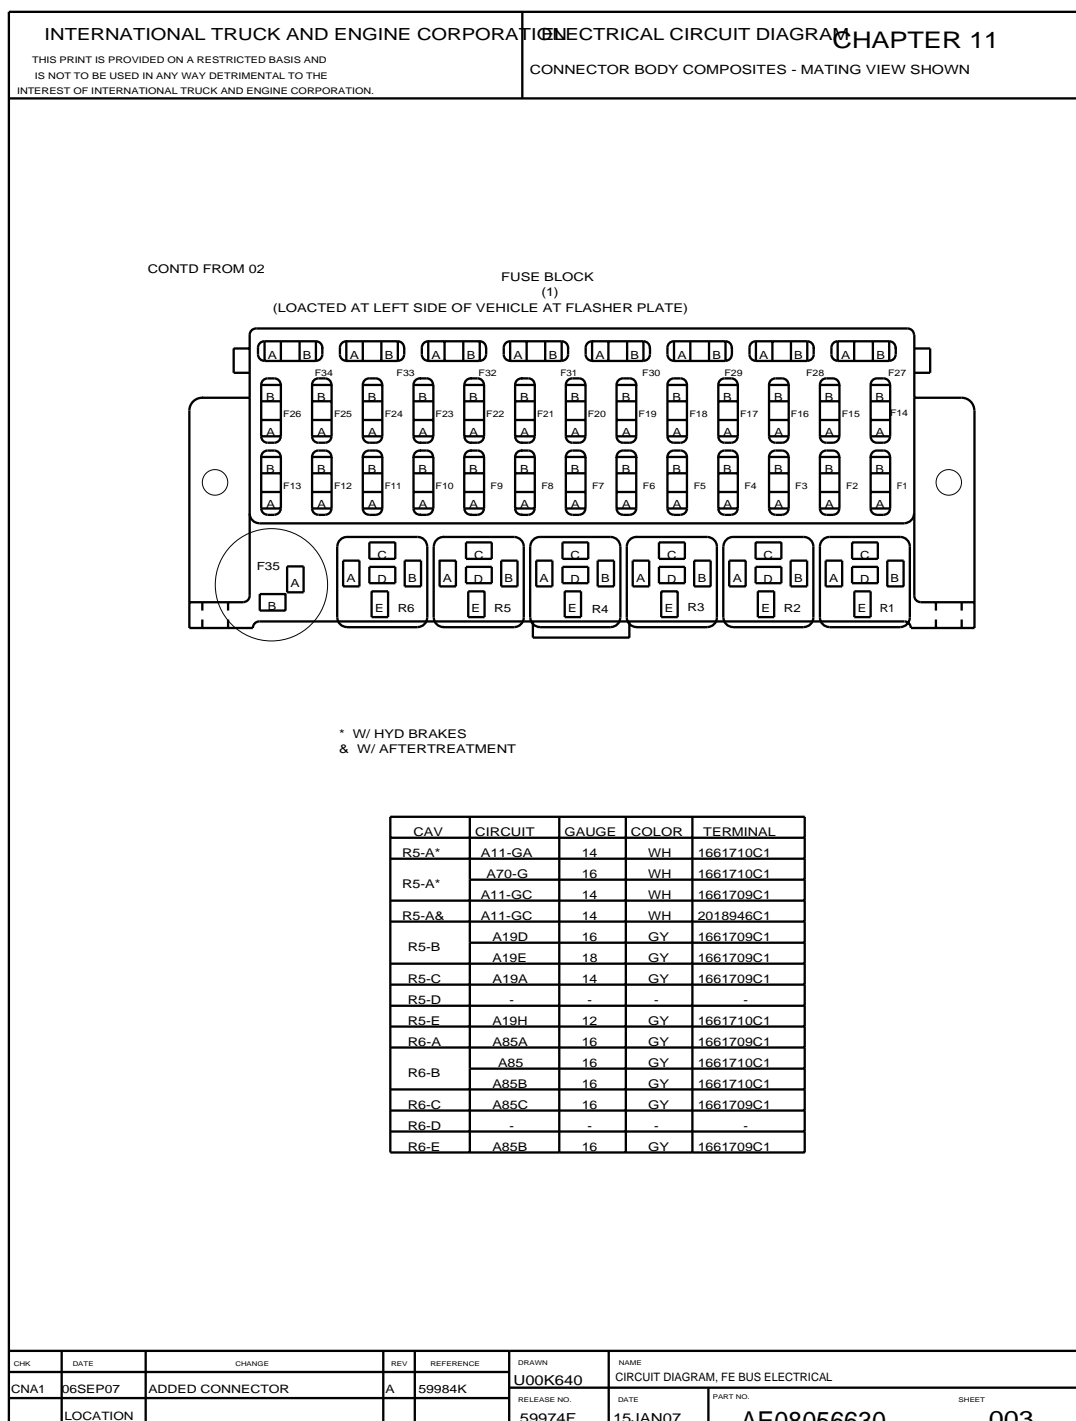 INTERNATIONAL TRUCK AND ENGINE CORPORATION
ELECTRICAL CIRCUIT DIAGRAM
CHAPTER 11
THIS PRINT IS PROVIDED ON A RESTRICTED BASIS AND
IS NOT TO BE USED IN ANY WAY DETRIMENTAL TO THE
INTEREST OF INTERNATIONAL TRUCK AND ENGINE CORPORATION.
CONNECTOR BODY COMPOSITES - MATING VIEW SHOWN
CONTD FROM 02
FUSE BLOCK
(1)
(LOACTED AT LEFT SIDE OF VEHICLE AT FLASHER PLATE)
A B A B A B A B A B A B A B A B
F34 F33 F32 F31 F30 F29 F28 F27
B B B B B B B B B B B B B
F26 F25 F24 F23 F22 F21 F20 F19 F18 F17 F16 F15 F14
A A A A A A A A A A A A A
B B B B B B B B B B B B B
F13 F12 F11 F10 F9 F8 F7 F6 F5 F4 F3 F2 F1
A A A A A A A A A A A A A
F35 A B
C A D B E R6
C A D B E R5
C A D B E R4
C A D B E R3
C A D B E R2
C A D B E R1
* W/ HYD BRAKES
& W/ AFTERTREATMENT
CAV CIRCUIT GAUGE COLOR TERMINAL
R5-A* A11-GA 14 WH 1661710C1
R5-A* A70-G 16 WH 1661710C1
A11-GC 14 WH 1661709C1
R5-A& A11-GC 14 WH 2018946C1
R5-B A19D 16 GY 1661709C1
A19E 18 GY 1661709C1
R5-C A19A 14 GY 1661709C1
R5-D - - - -
R5-E A19H 12 GY 1661710C1
R6-A A85A 16 GY 1661709C1
R6-B A85 16 GY 1661710C1
A85B 16 GY 1661710C1
R6-C A85C 16 GY 1661709C1
R6-D - - - -
R6-E A85B 16 GY 1661709C1
CHK DATE CHANGE REV REFERENCE DRAWN NAME
CNA1 06SEP07 ADDED CONNECTOR A 59984K U00K640 CIRCUIT DIAGRAM, FE BUS ELECTRICAL
RELEASE NO. DATE PART NO. SHEET
LOCATION 59974E 15JAN07 AE08056630 003